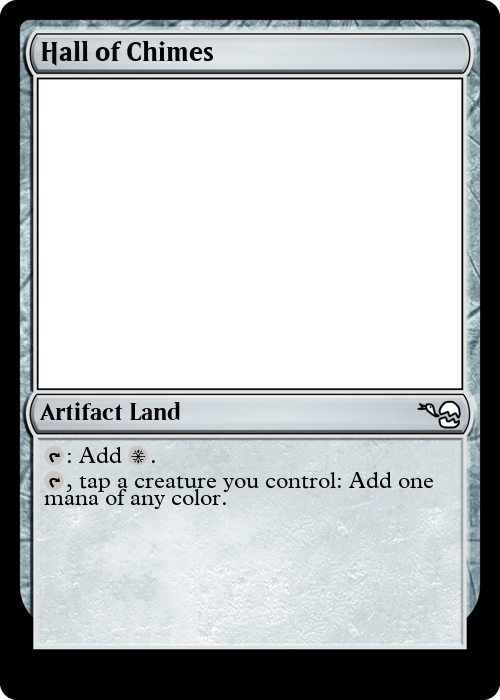 Hall of Chimes
Artifact Land
: Add .
, tap a creature you control: Add one
mana of any color.